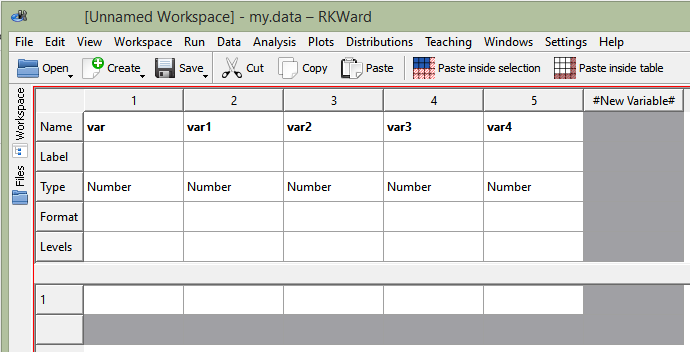 [Unnamed Workspace] - my.data – RKWard
File Edit View Workspace Run Data Analysis Plots Distributions Teaching Windows Settings Help
Open Create Save Cut Copy Paste Paste inside selection Paste inside table
Workspace
Files
1 2 3 4 5 #New Variable#
Name var var1 var2 var3 var4
Label
Type Number Number Number Number Number
Format
Levels
1